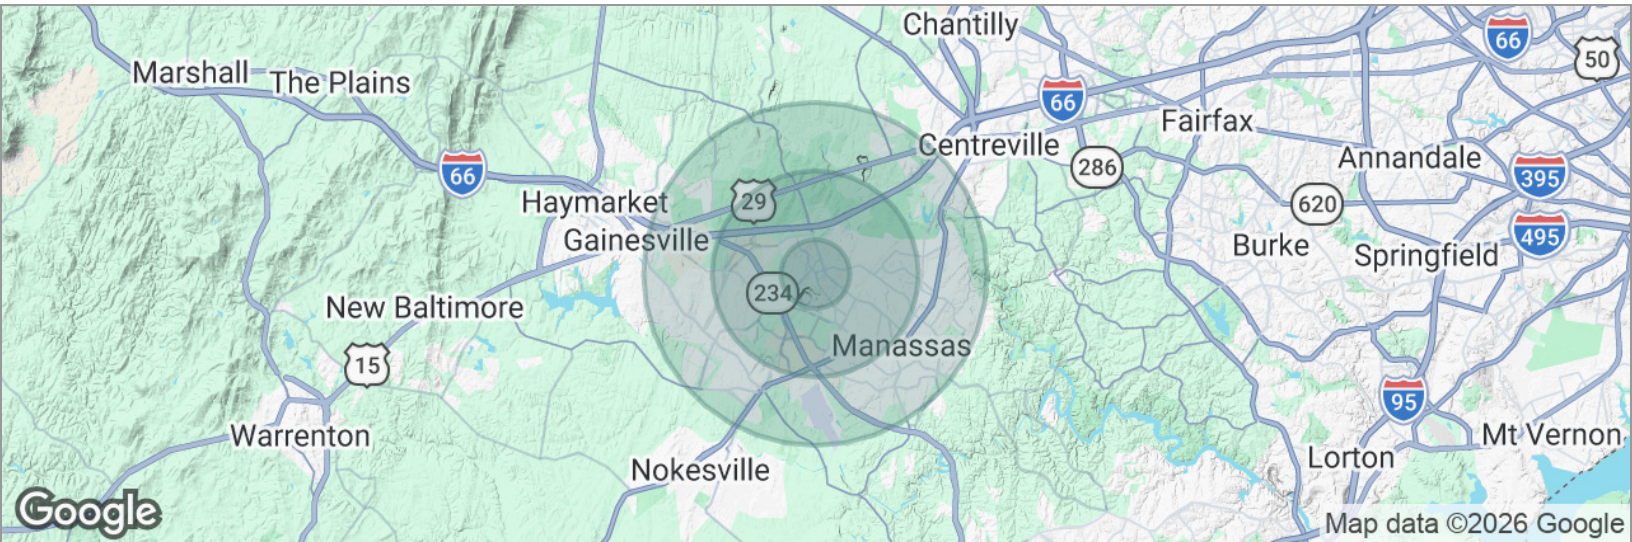 Chantilly
66
50
Marshall
The Plains
66
Fairfax
Centreville
286
Annandale
395
66
29
Haymarket
620
495
Gainesville
Burke
Springfield
234
New Baltimore
Manassas
15
95
Warrenton
Mt Vernon
Nokesville
Lorton
Google
Map data ©2026 Google